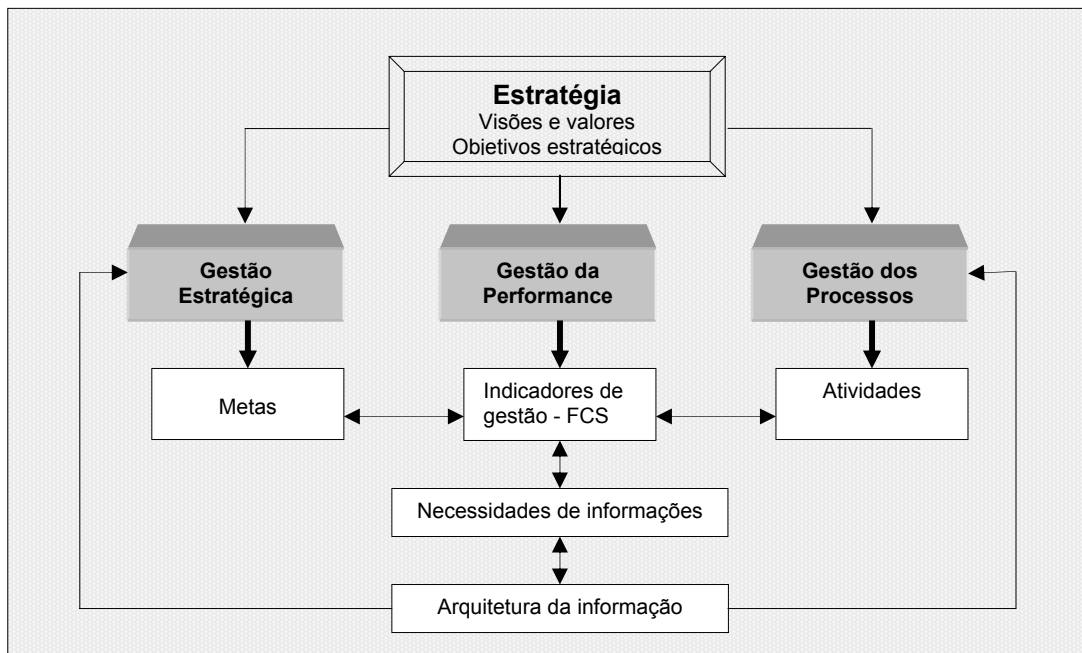 Estratégia
Visões e valores
Objetivos estratégicos
Gestão
Estratégica
Gestão da
Performance
Gestão dos
Processos
Metas
Indicadores de
gestão - FCS
Atividades
Necessidades de informações
Arquitetura da informação